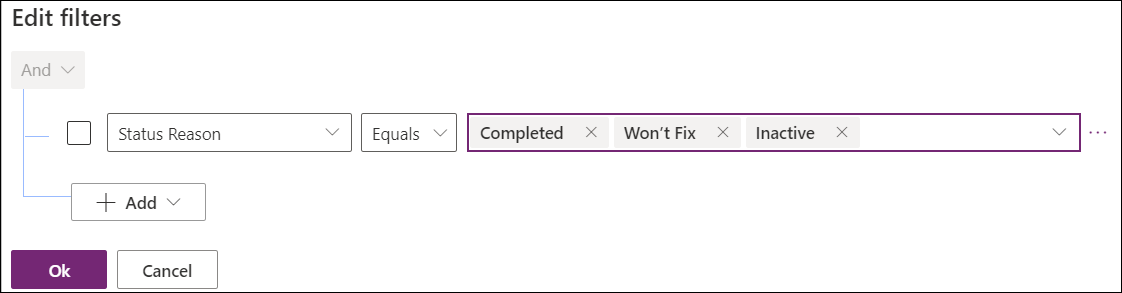 Edit filters
And
Status Reason Equals Completed Won't Fix Inactive
Add
Ok Cancel